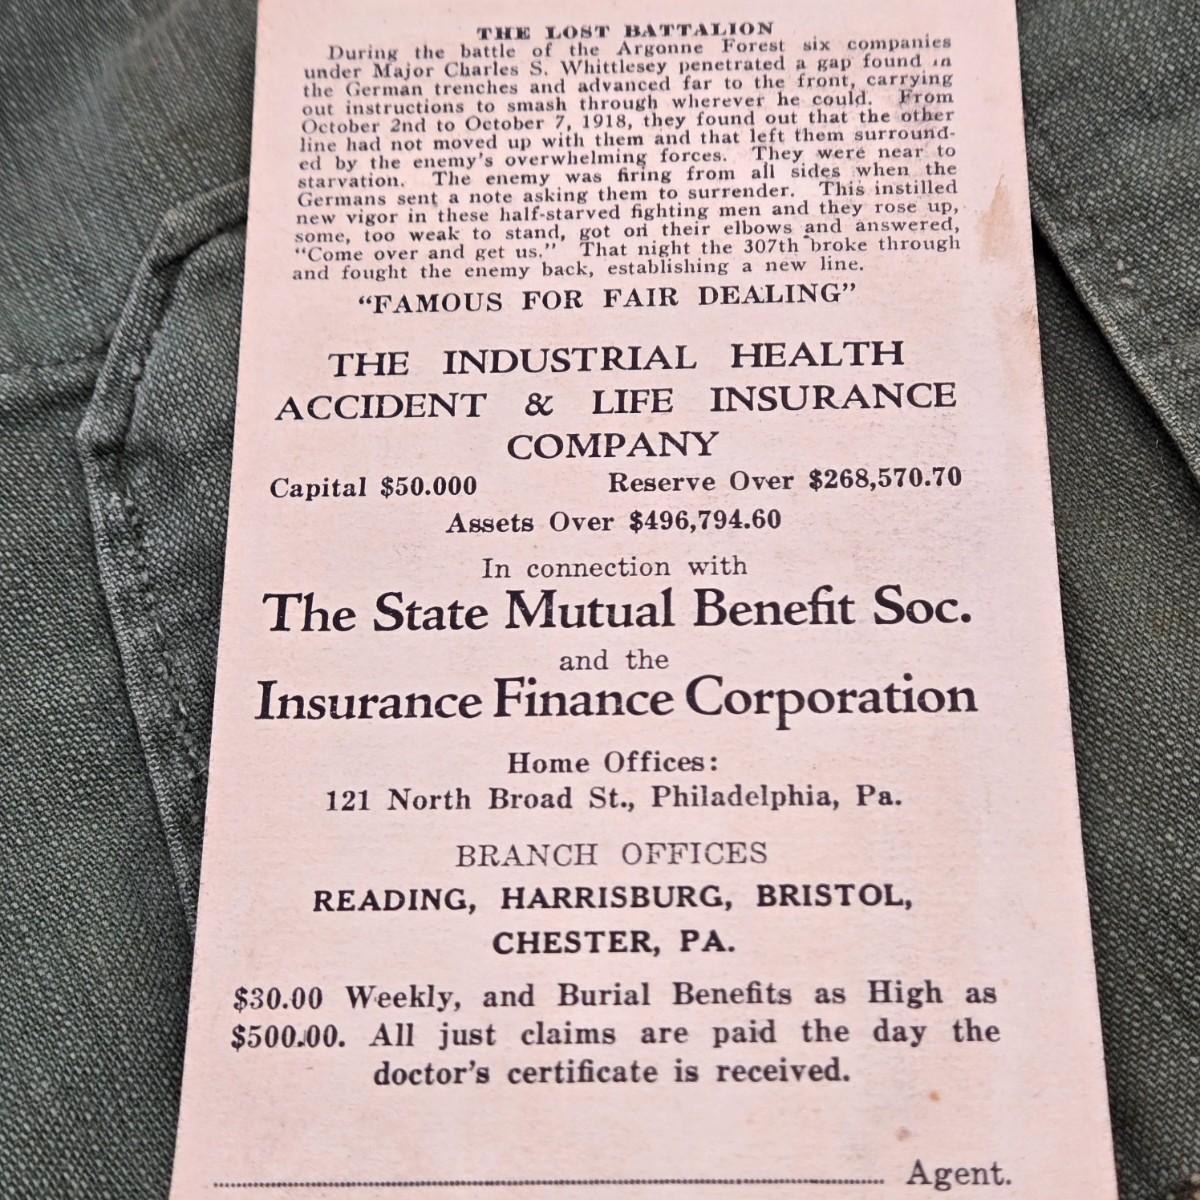 THE LOST BATTALION
During the battle of the Argonne Forest six companies
under Major Charles S. Whittlesey penetrated a gap found in
the German trenches and advanced far to the front, carrying
out instructions to smash through wherever he could. From
October 2nd to October 7, 1918, they found out that the other
line had not moved up with them and that left them surround-
ed by the enemy's overwhelming forces. They were near to
starvation. The enemy was firing from all sides when the
Germans sent a note asking them to surrender. This instilled
new vigor in these half-starved fighting men and they rose up,
some, too weak to stand, got on their elbows and answered,
"Come over and get us." That night the 307th broke through
and fought the enemy back, establishing a new line.
"FAMOUS FOR FAIR DEALING"
THE INDUSTRIAL HEALTH
ACCIDENT & LIFE INSURANCE
COMPANY
Capital $50.000 Reserve Over $268,570.70
Assets Over $496,794.60
In connection with
The State Mutual Benefit Soc.
and the
Insurance Finance Corporation
Home Offices:
121 North Broad St., Philadelphia, Pa.
BRANCH OFFICES
READING, HARRISBURG, BRISTOL,
CHESTER, PA.
$30.00 Weekly, and Burial Benefits as High as
$500.00. All just claims are paid the day the
doctor's certificate is received.
Agent.